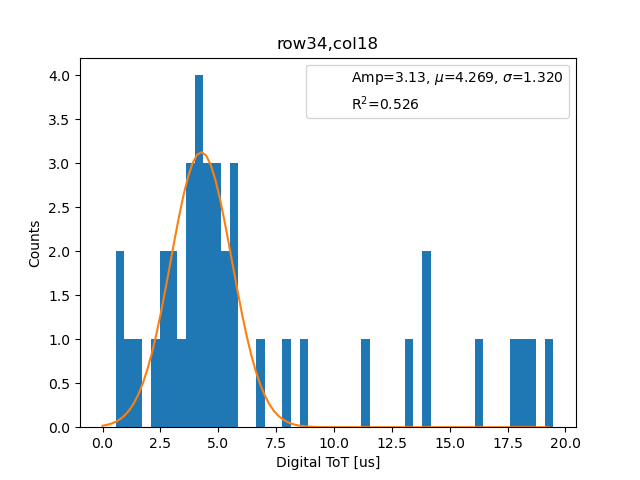 row34,col18
Amp=3.13, μ=4.269, σ=1.320
R²=0.526
Counts
4.0
3.5
3.0
2.5
2.0
1.5
1.0
0.5
0.0
0.0 2.5 5.0 7.5 10.0 12.5 15.0 17.5 20.0
Digital ToT [us]